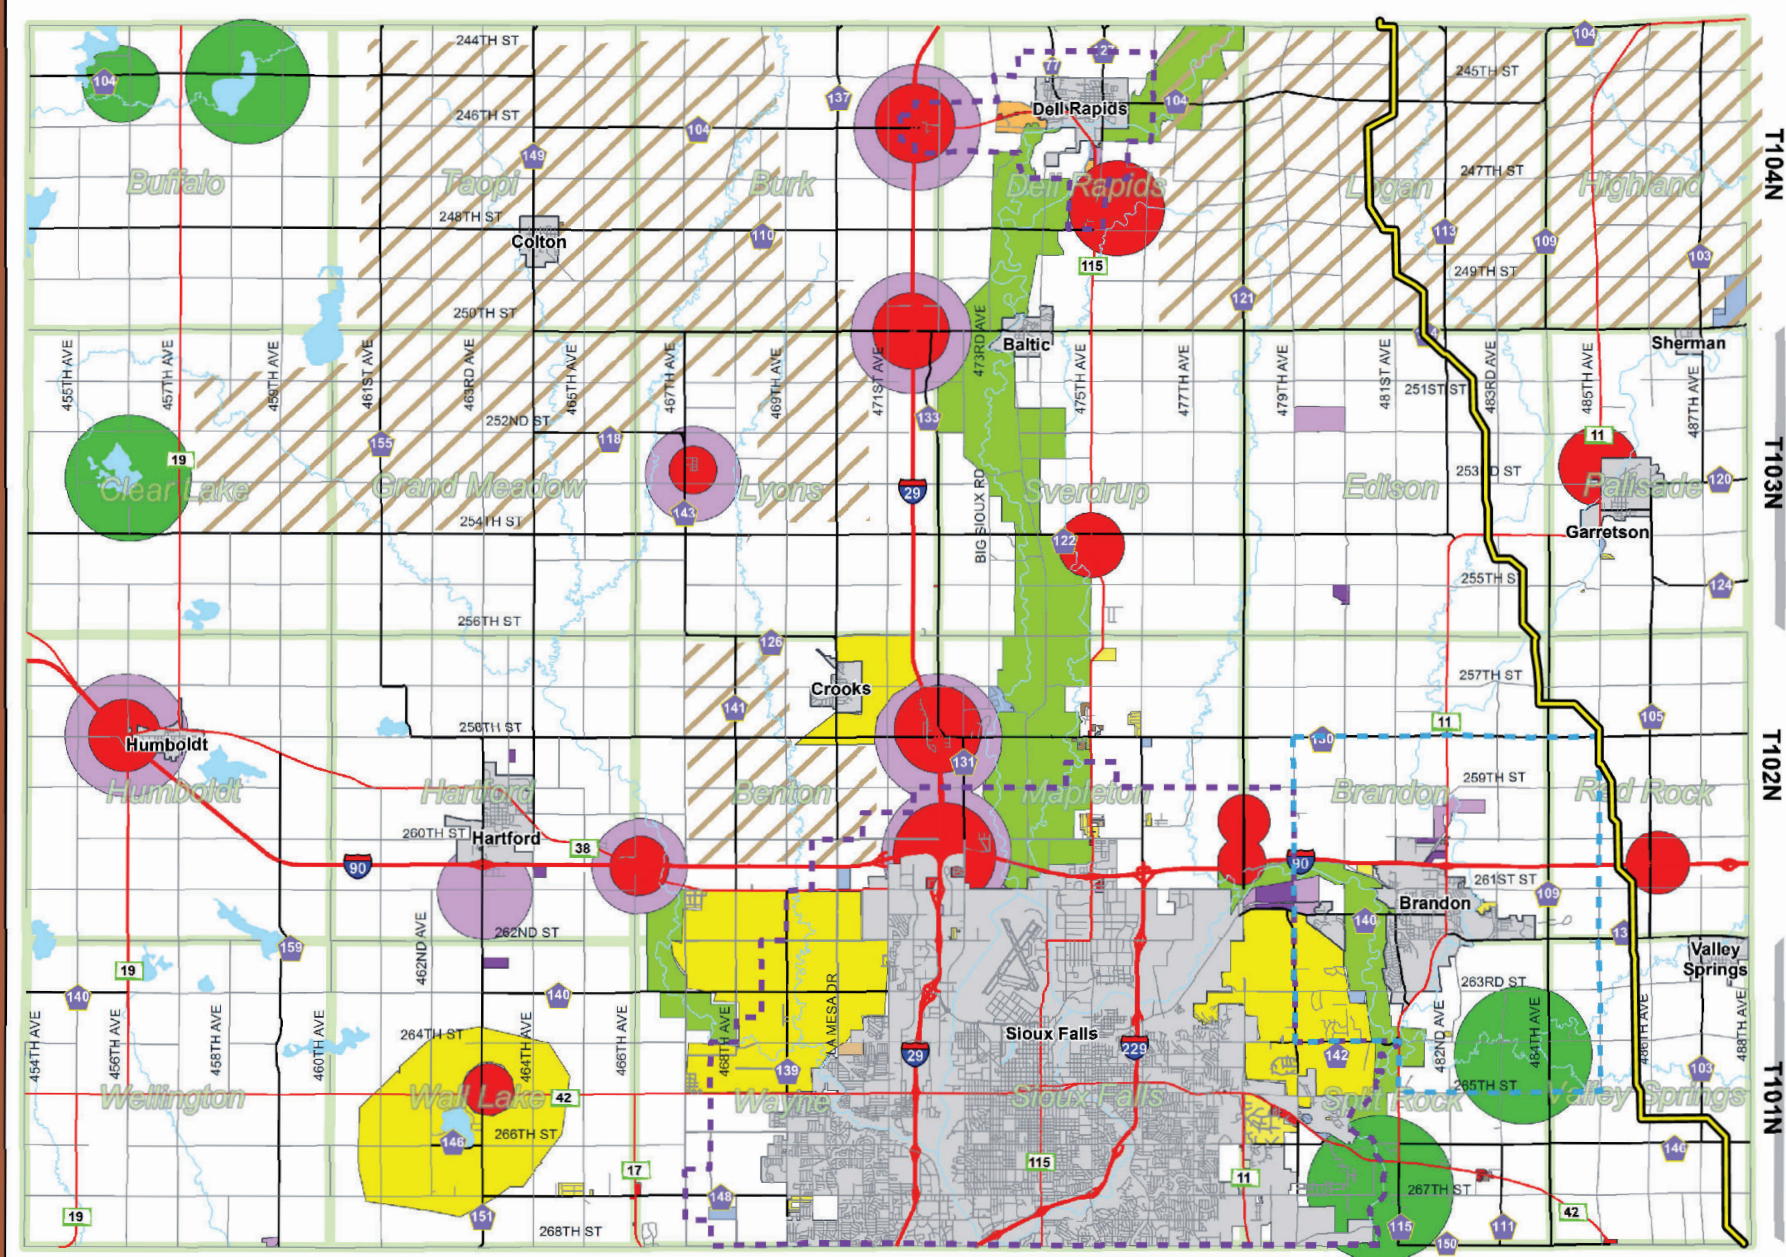 104
244TH ST
127
77
245TH ST
104
137
246TH ST
104
149
Dell Rapids
104
T104N
Buffalo
Taopi
Burk
Dell Rapids
Logan
247TH ST
Highland
248TH ST
Colton
110
115
113
109
103
249TH ST
121
250TH ST
Baltic
Sherman
455TH AVE
457TH AVE
459TH AVE
461ST AVE
463RD AVE
465TH AVE
467TH AVE
469TH AVE
471ST AVE
473RD AVE
475TH AVE
477TH AVE
479TH AVE
481ST AVE
251ST ST
483RD AVE
485TH AVE
487TH AVE
252ND ST
133
155
118
19
11
T103N
Clear Lake
Grand Meadow
Lyons
29
Sverdrup
Edison
253RD ST
Palisade
120
143
254TH ST
BIG SIOUX RD
122
Garretson
255TH S
124
256TH ST
126
257TH ST
Crooks
141
258TH ST
11
105
130
Humboldt
131
T102N
Humboldt
Hartford
Benton
Mapleton
Brandon
259TH ST
Red Rock
260TH ST
Hartford
38
90
90
261ST ST
109
Brandon
140
462ND AVE
262ND ST
159
13
Valley
Springs
19
140
140
263RD ST
454TH AVE
456TH AVE
458TH AVE
460TH AVE
264TH ST
464TH AVE
466TH AVE
468TH AVE
LA MESA DR
Sioux Falls
29
229
142
482ND AVE
484TH AVE
486TH AVE
488TH AVE
139
103
265TH ST
T101N
Wellington
Wall Lake
42
Wayne
Sioux Falls
Split Rock
Valley Springs
146
266TH ST
146
17
115
11
267TH ST
148
19
151
268TH ST
115
111
42
150